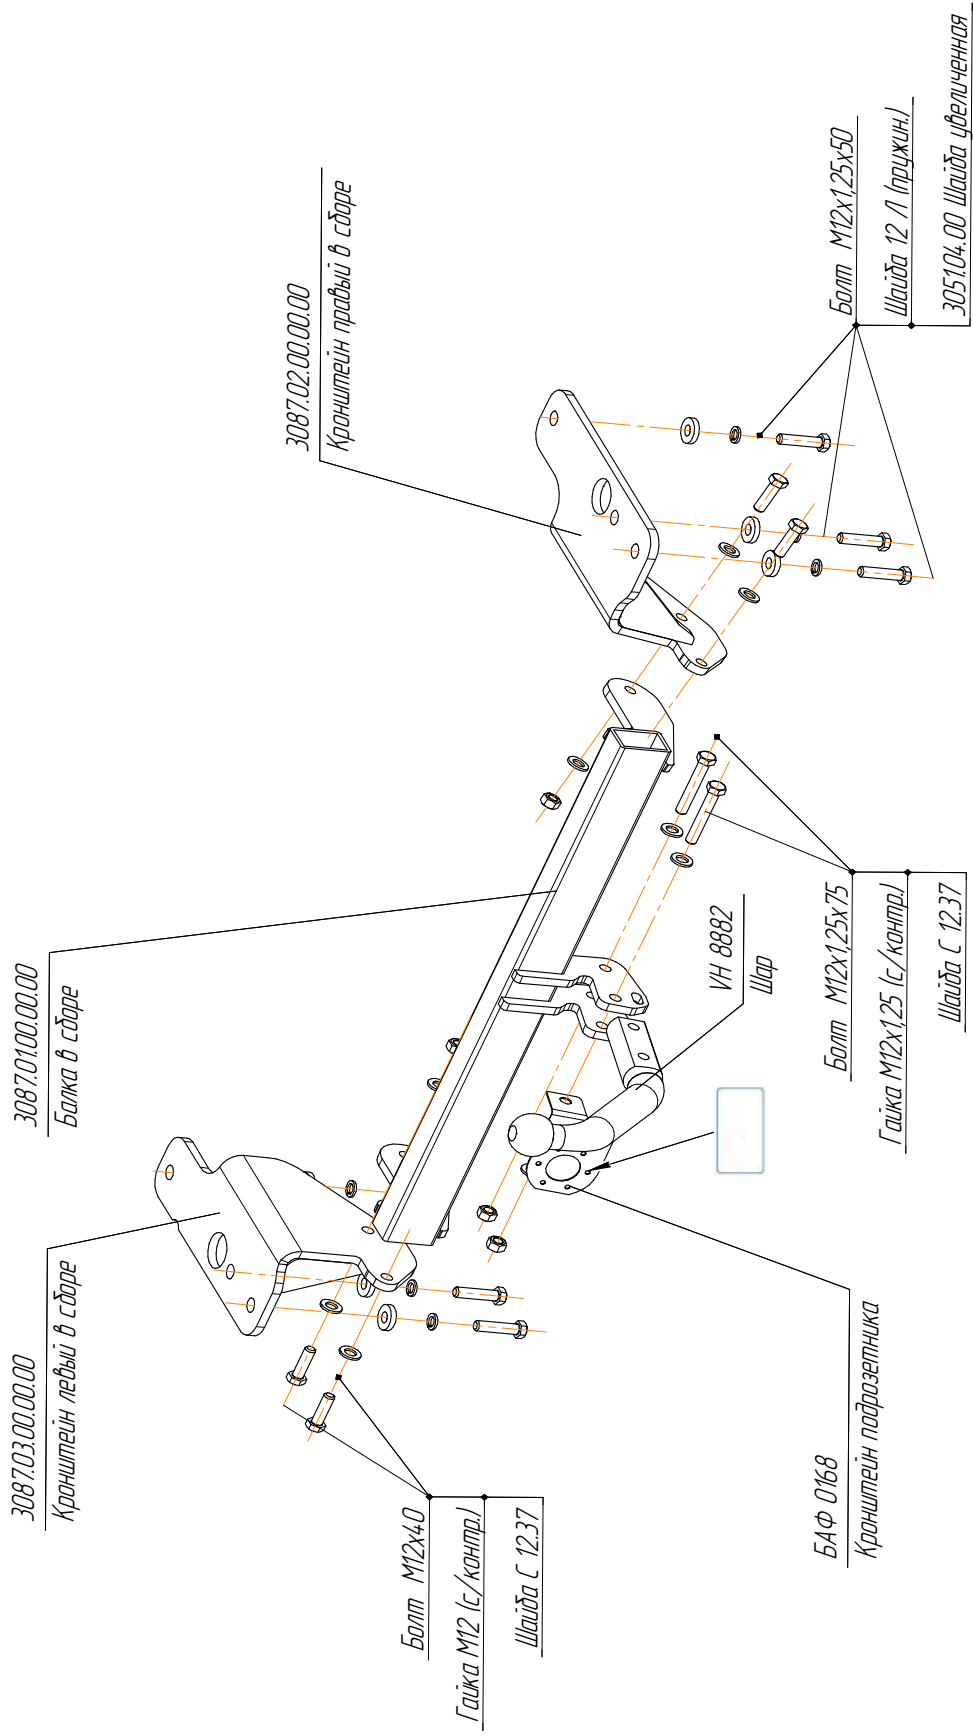 3087.03.00.00.00
Кронштейн левый в сборе
3087.01.00.00.00
Балка в сборе
3087.02.00.00.00
Кронштейн правый в сборе
Болт М12х40
Гайка М12 (с/контр.)
Шайба С 12.37
БАФ 0168
Кронштейн подрозетника
VH 8882
Шар
Болт М12х1,25х75
Гайка М12х1,25 (с/контр.)
Шайба С 12.37
Болт М12х1,25х50
Шайба 12 Л (пружин.)
3051.04.00 Шайба увеличенная